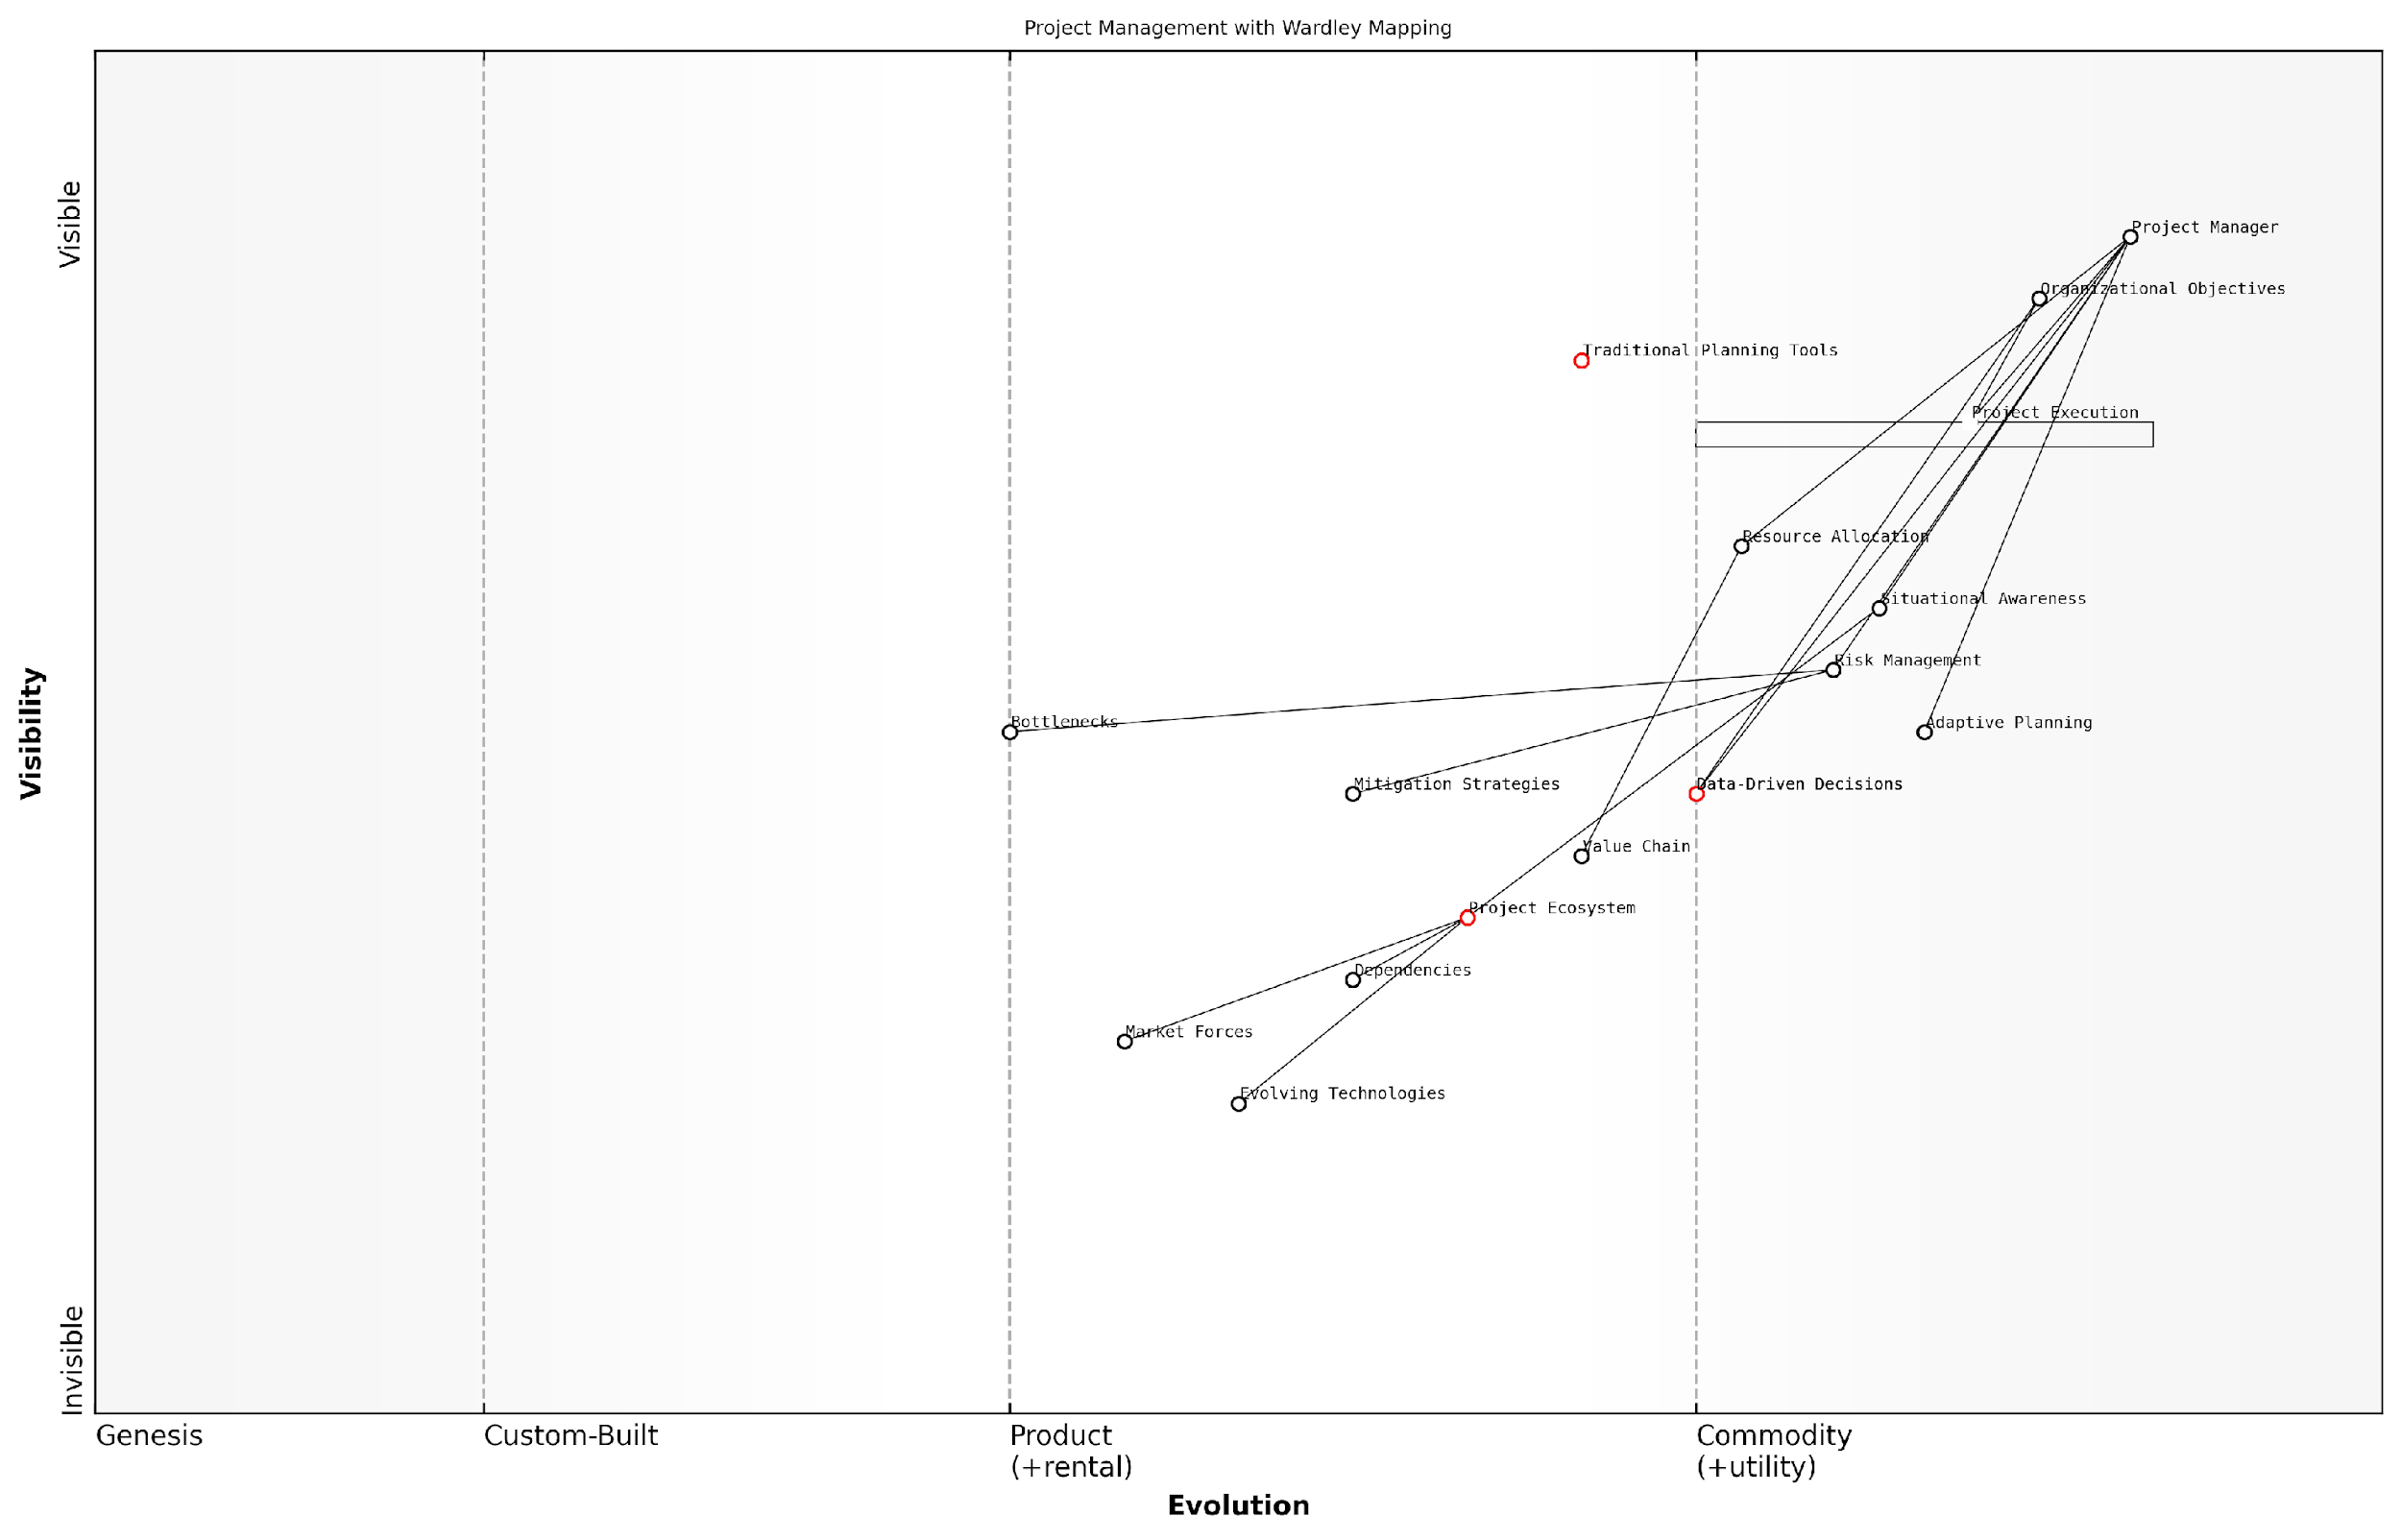 Project Management with Wardley Mapping
Visible
Project Manager
Organizational Objectives
Traditional Planning Tools
Project Execution
Resource Allocation
Situational Awareness
Risk Management
Visibility
Bottlenecks
Adaptive Planning
Mitigation Strategies
Data-Driven Decisions
Value Chain
Project Ecosystem
Dependencies
Market Forces
Evolving Technologies
Invisible
Genesis
Custom-Built
Product
(+rental)
Commodity
(+utility)
Evolution